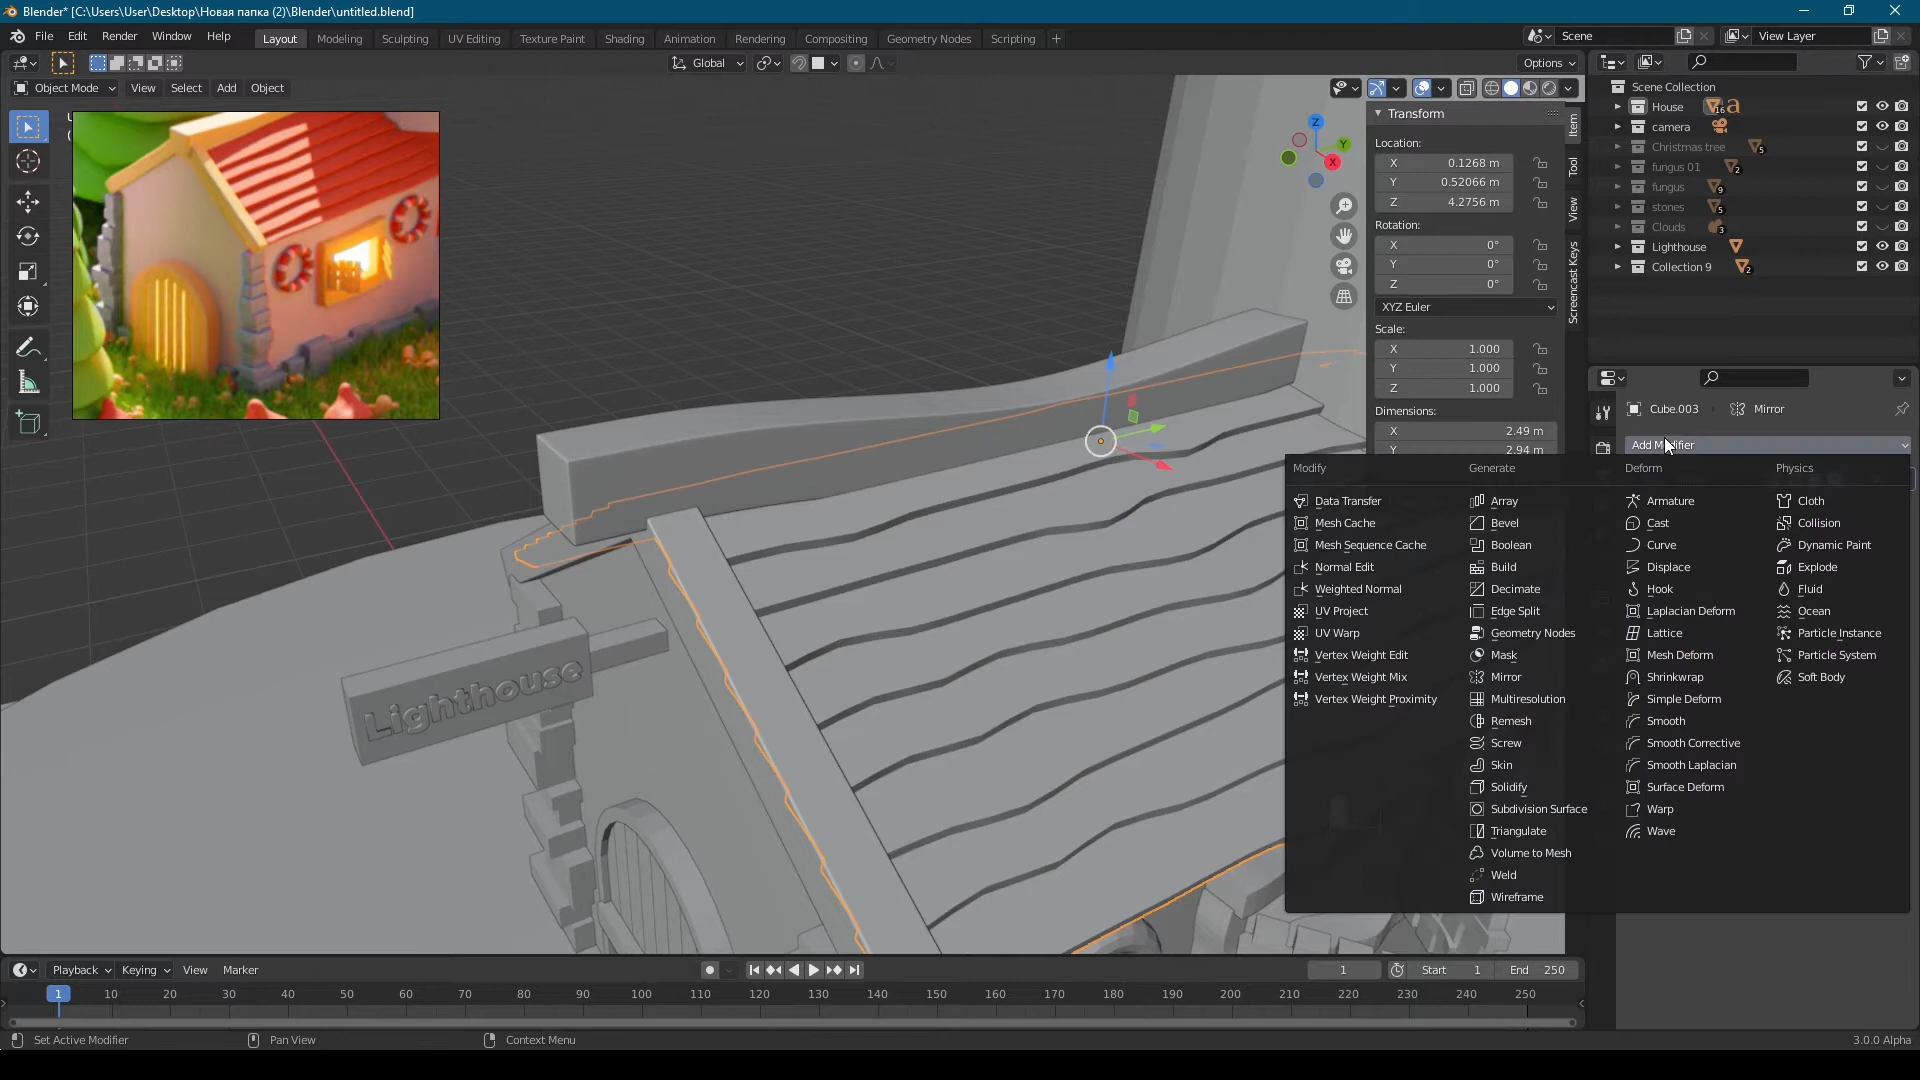 Blender* [C:\Users\User\Desktop\Новая папка (2)\Blender\untitled.blend]
File Edit Render Window Help
Layout Modeling Sculpting UV Editing Texture Paint Shading Animation Rendering Compositing Geometry Nodes Scripting +
Scene
View Layer
Global
Options
Object Mode View Select Add Object
Scene Collection
House 16
camera
Christmas tree 5
fungus 01 2
fungus 9
stones 5
Clouds 3
Lighthouse
Collection 9 2
Item
Tool
View
Screencast Keys
Z
Y
X
Transform
Location:
X 0.1268 m
Y 0.52066 m
Z 4.2756 m
Rotation:
X 0°
Y 0°
Z 0°
XYZ Euler
Scale:
X 1.000
Y 1.000
Z 1.000
Dimensions:
X 2.49 m
Y 2.94 m
Cube.003 Mirror
Add Modifier
Modify
Data Transfer
Mesh Cache
Mesh Sequence Cache
Normal Edit
Weighted Normal
UV Project
UV Warp
Vertex Weight Edit
Vertex Weight Mix
Vertex Weight Proximity
Generate
Array
Bevel
Boolean
Build
Decimate
Edge Split
Geometry Nodes
Mask
Mirror
Multiresolution
Remesh
Screw
Skin
Solidify
Subdivision Surface
Triangulate
Volume to Mesh
Weld
Wireframe
Deform
Armature
Cast
Curve
Displace
Hook
Laplacian Deform
Lattice
Mesh Deform
Shrinkwrap
Simple Deform
Smooth
Smooth Corrective
Smooth Laplacian
Surface Deform
Warp
Wave
Physics
Cloth
Collision
Dynamic Paint
Explode
Fluid
Ocean
Particle Instance
Particle System
Soft Body
Lighthouse
Playback Keying View Marker
1
Start 1
End 250
1 10 20 30 40 50 60 70 80 90 100 110 120 130 140 150 160 170 180 190 200 210 220 230 240 250
Set Active Modifier
Pan View
Context Menu
3.0.0 Alpha